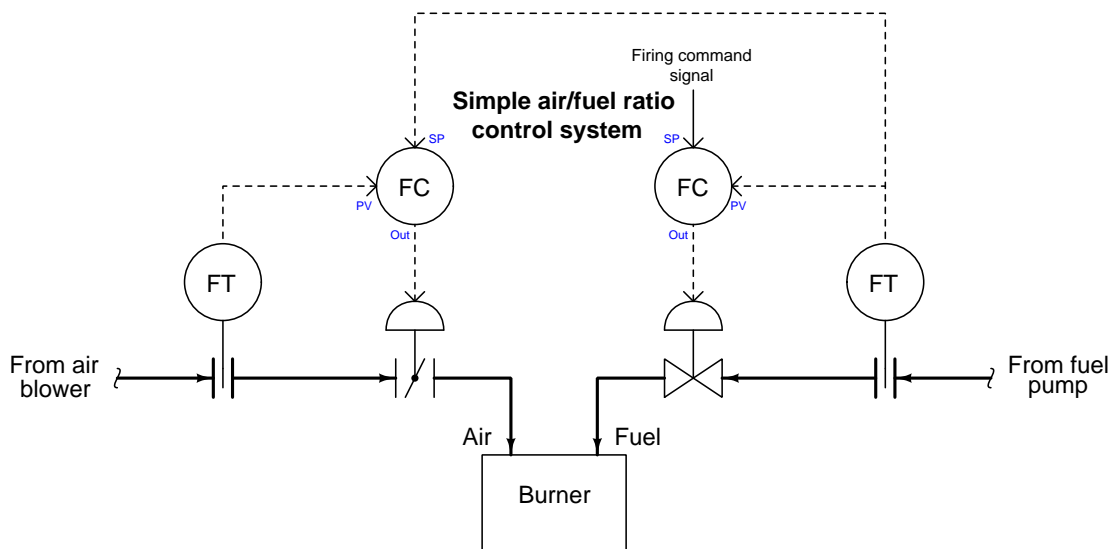 Firing command
signal
Simple air/fuel ratio
control system
SP
SP
FC
FC
PV
PV
Out
Out
FT
FT
From air
blower
From fuel
pump
Air
Fuel
Burner